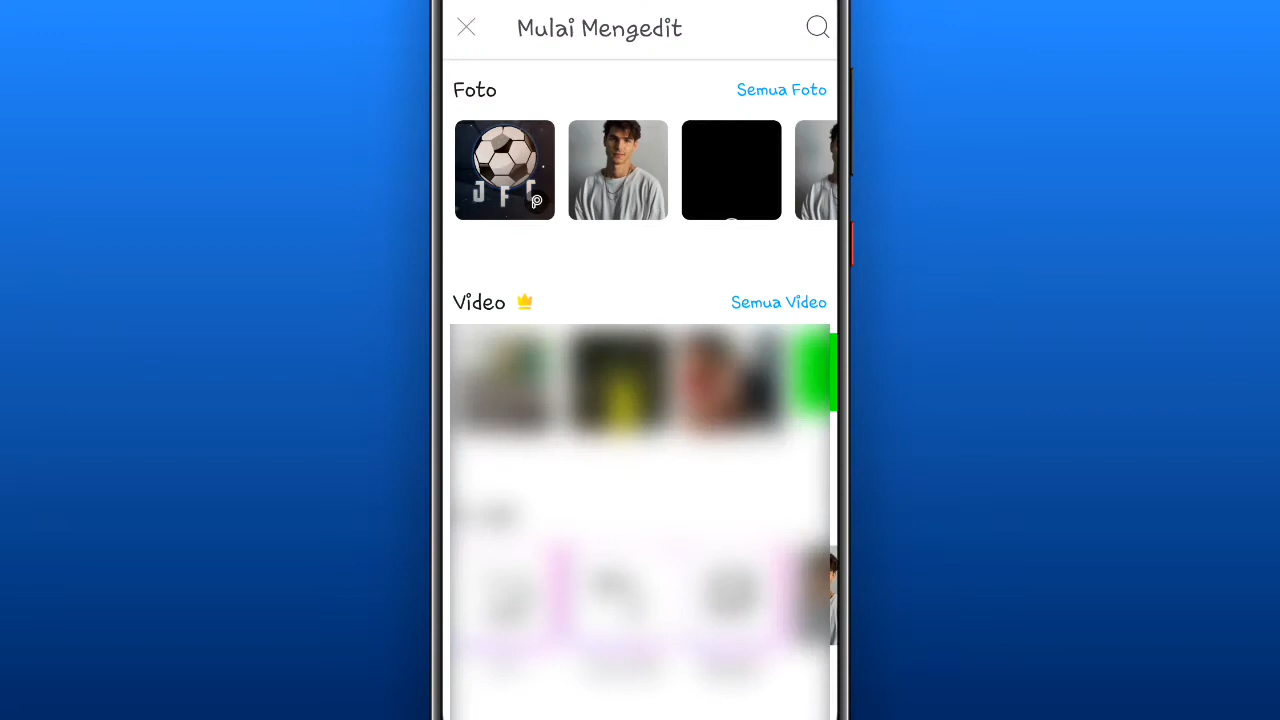 Mulai Mengedit
Foto
Semua Foto
J F C
Video
Semua Video